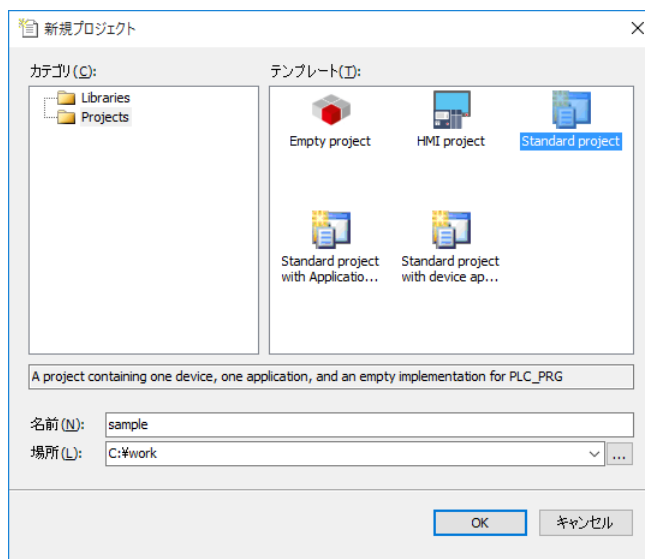 新規プロジェクト
カテゴリ(C):
Libraries
Projects
テンプレート(T):
Empty project
HMI project
Standard project
Standard project
with Applicatio...
Standard project
with device ap...
A project containing one device, one application, and an empty implementation for PLC_PRG
名前(N):
sample
場所(L):
C:¥work
...
OK
キャンセル